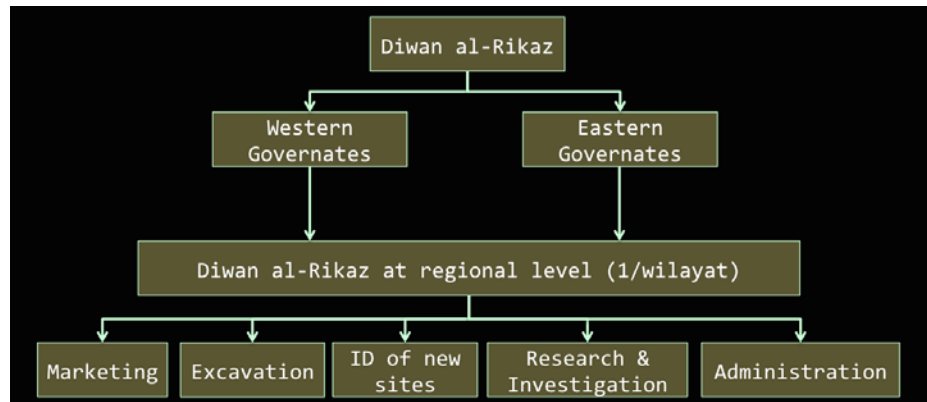 Diwan al-Rikaz
Western
Governates
Eastern
Governates
Diwan al-Rikaz at regional level (1/wilayat)
Marketing
Excavation
ID of new
sites
Research &
Investigation
Administration